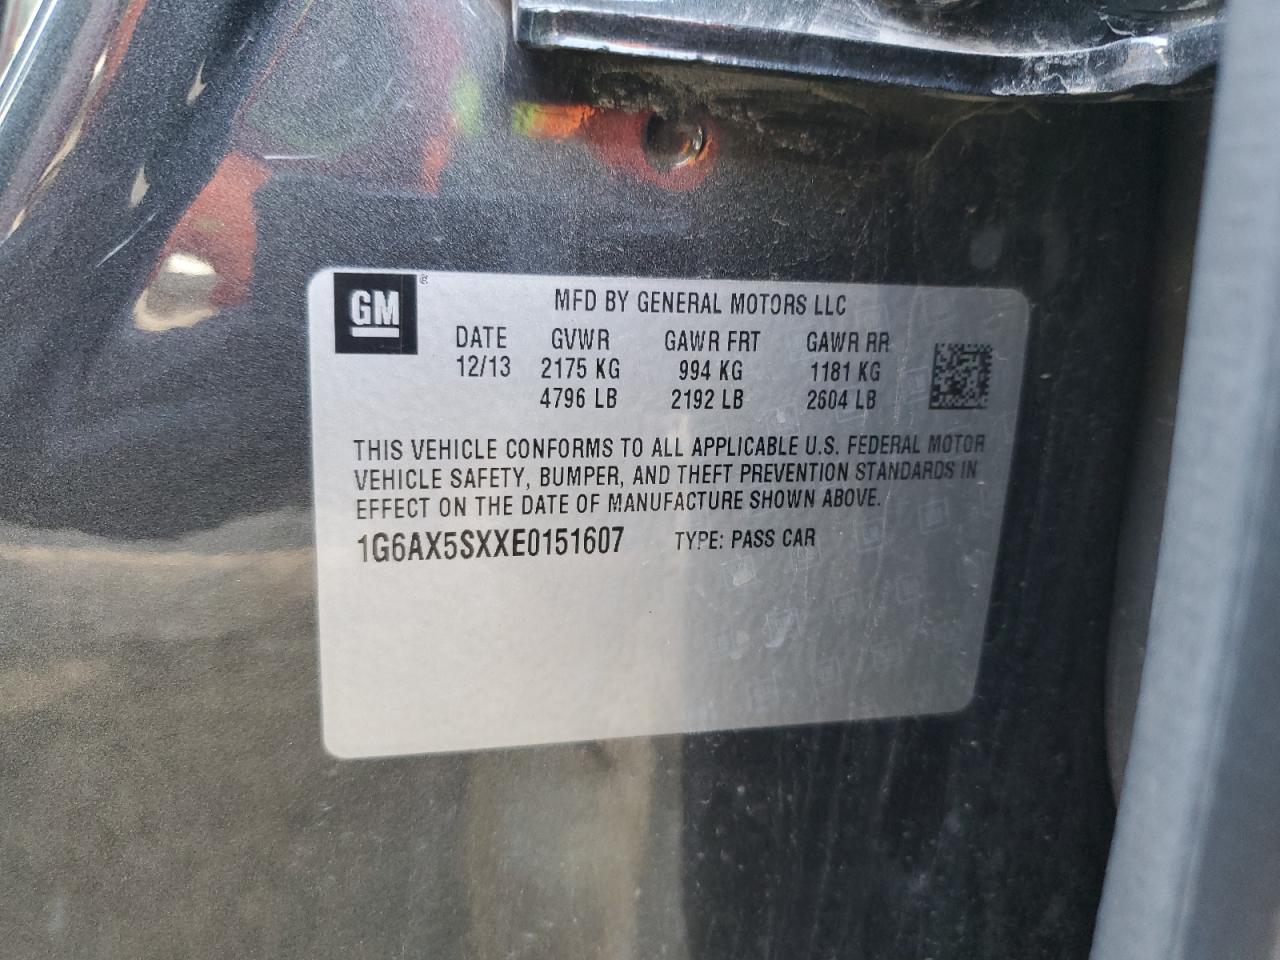 GM ®
MFD BY GENERAL MOTORS LLC
DATE GVWR GAWR FRT GAWR RR
12/13 2175 KG 994 KG 1181 KG
4796 LB 2192 LB 2604 LB
THIS VEHICLE CONFORMS TO ALL APPLICABLE U.S. FEDERAL MOTOR
VEHICLE SAFETY, BUMPER, AND THEFT PREVENTION STANDARDS IN
EFFECT ON THE DATE OF MANUFACTURE SHOWN ABOVE.
1G6AX5SXXE0151607 TYPE: PASS CAR